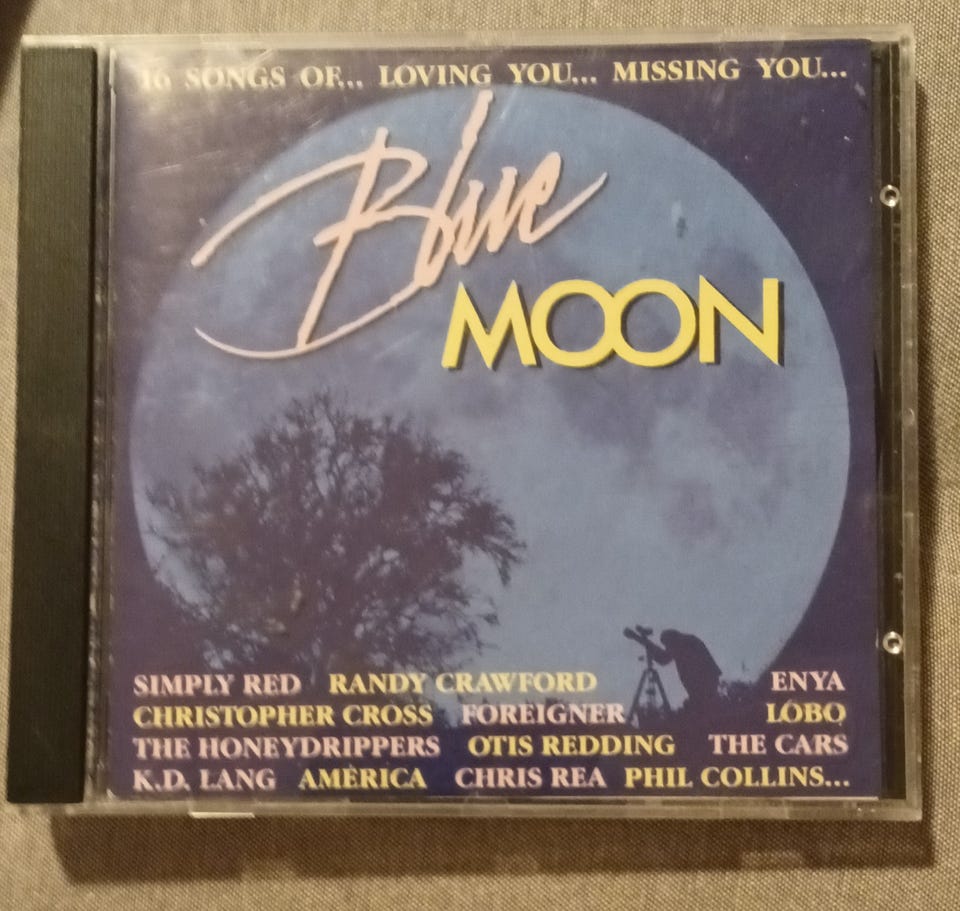 16 SONGS OF... LOVING YOU... MISSING YOU...
Blue
MOON
SIMPLY RED RANDY CRAWFORD ENYA
CHRISTOPHER CROSS FOREIGNER LOBO
THE HONEYDRIPPERS OTIS REDDING THE CARS
K.D. LANG AMERICA CHRIS REA PHIL COLLINS...